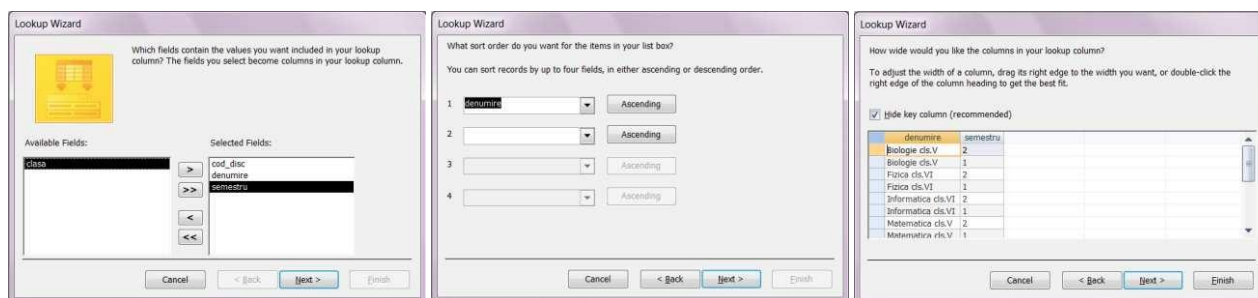 Lookup Wizard
Which fields contain the values you want included in your lookup
column? The fields you select become columns in your lookup column.
Available Fields:
Selected Fields:
clasa
cod_disc
denumire
semestru
>
>>
<
<<
Cancel
< Back
Next >
Finish
Lookup Wizard
What sort order do you want for the items in your list box?
You can sort records by up to four fields, in either ascending or descending order.
1 denumire Ascending
2 Ascending
3 Ascending
4 Ascending
Cancel
< Back
Next >
Finish
Lookup Wizard
How wide would you like the columns in your lookup column?
To adjust the width of a column, drag its right edge to the width you want, or double-click the
right edge of the column heading to get the best fit.
Hide key column (recommended)
denumire semestru
Biologie cls.V 2
Biologie cls.V 1
Fizica cls.VI 2
Fizica cls.VI 1
Informatica cls.VI 2
Informatica cls.VI 1
Matematica cls.V 2
Matematica cls.V 1
Cancel
< Back
Next >
Finish